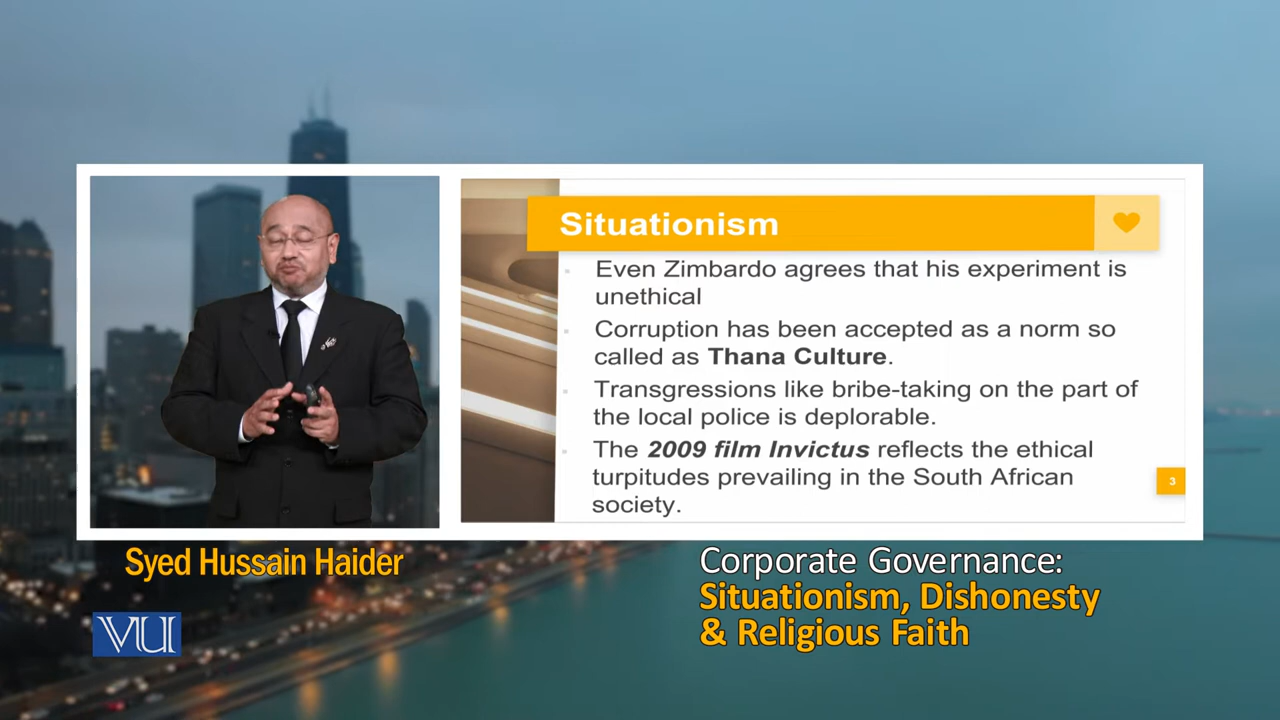 Situationism
Even Zimbardo agrees that his experiment is
unethical
Corruption has been accepted as a norm so
called as Thana Culture.
Transgressions like bribe-taking on the part of
the local police is deplorable.
The 2009 film Invictus reflects the ethical
turpitudes prevailing in the South African
society.
3
Syed Hussain Haider
VU
Corporate Governance:
Situationism, Dishonesty
& Religious Faith